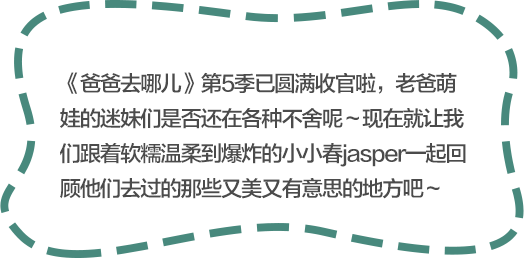 《爸爸去哪儿》第5季已圆满收官啦，老爸萌
娃的迷妹们是否还在各种不舍呢～现在就让我
们跟着软糯温柔到爆炸的小小春jasper一起回
顾他们去过的那些又美又有意思的地方吧～